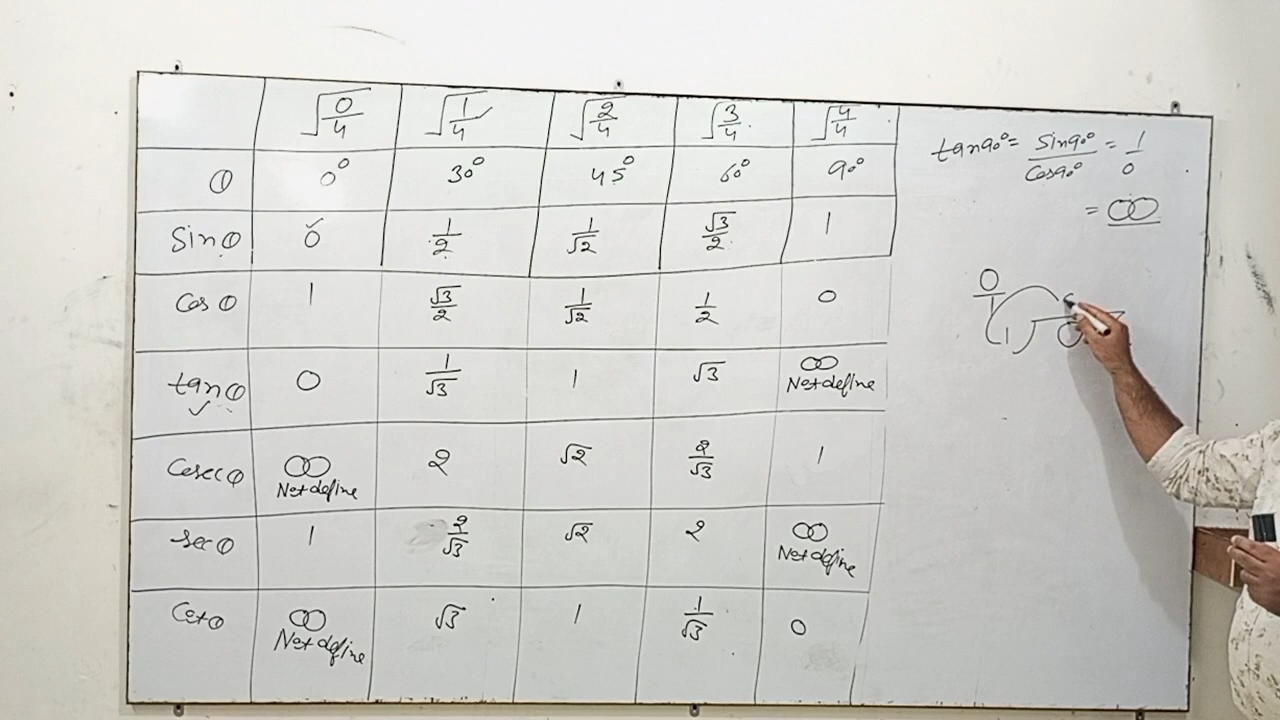 √0/4 √1/4 √2/4 √3/4 √4/4
θ 0° 30° 45° 60° 90°
Sinθ 0 1/2 1/√2 √3/2 1
Cosθ 1 √3/2 1/√2 1/2 0
tanθ 0 1/√3 1 √3 ∞ Not define
Cosecθ ∞ Not define 2 √2 2/√3 1
secθ 1 2/√3 √2 2 ∞ Not define
Cotθ ∞ Not define √3 1 1/√3 0
tan90° = Sin90°/Cos90° = 1/0
= ∞
0/1
1